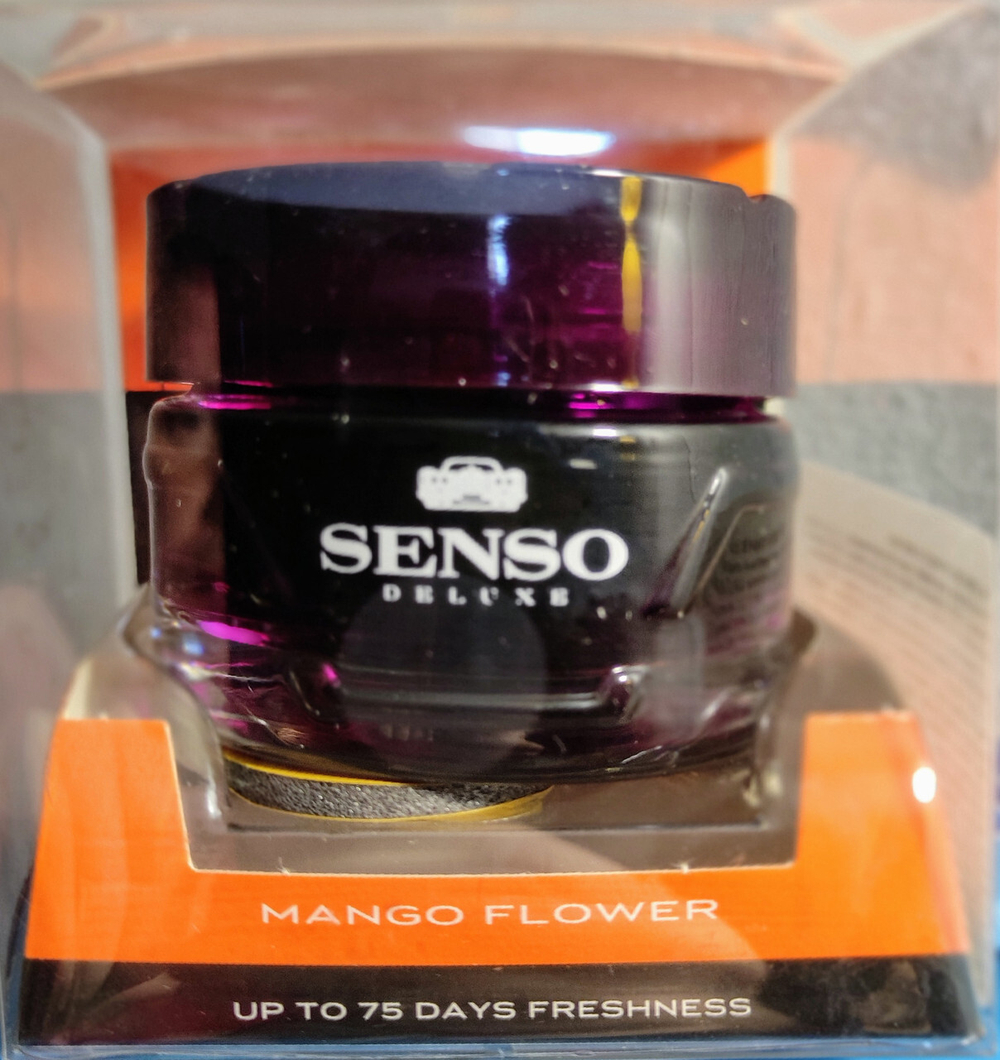 SENSO
DELUXE
MANGO FLOWER
UP TO 75 DAYS FRESHNESS